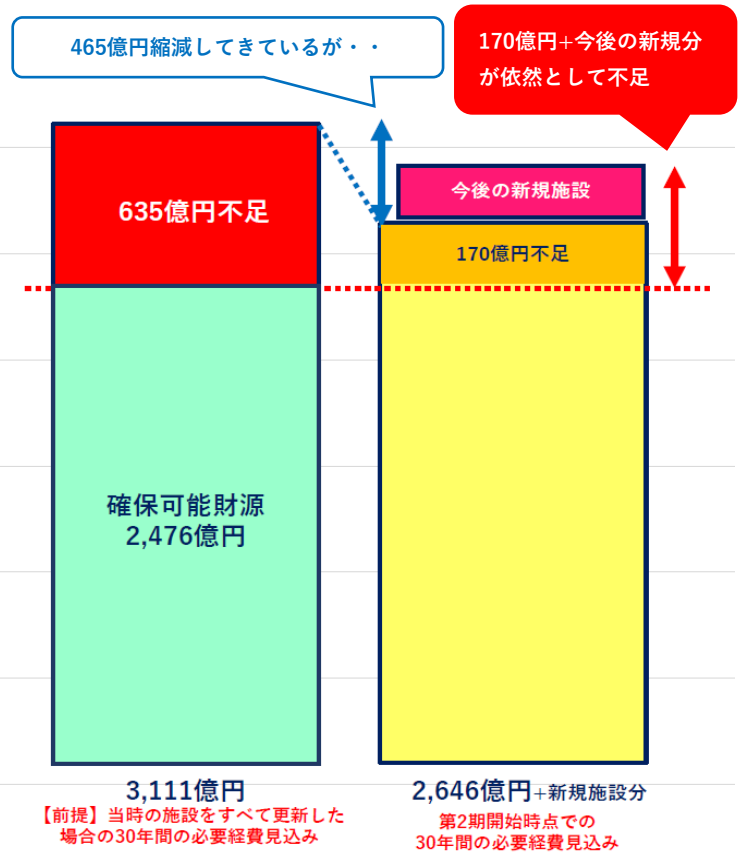 465億円縮減してきているが・・
170億円+今後の新規分
が依然として不足
635億円不足
今後の新規施設
170億円不足
確保可能財源
2,476億円
3,111億円
【前提】当時の施設をすべて更新した
場合の30年間の必要経費見込み
2,646億円+新規施設分
第2期開始時点での
30年間の必要経費見込み